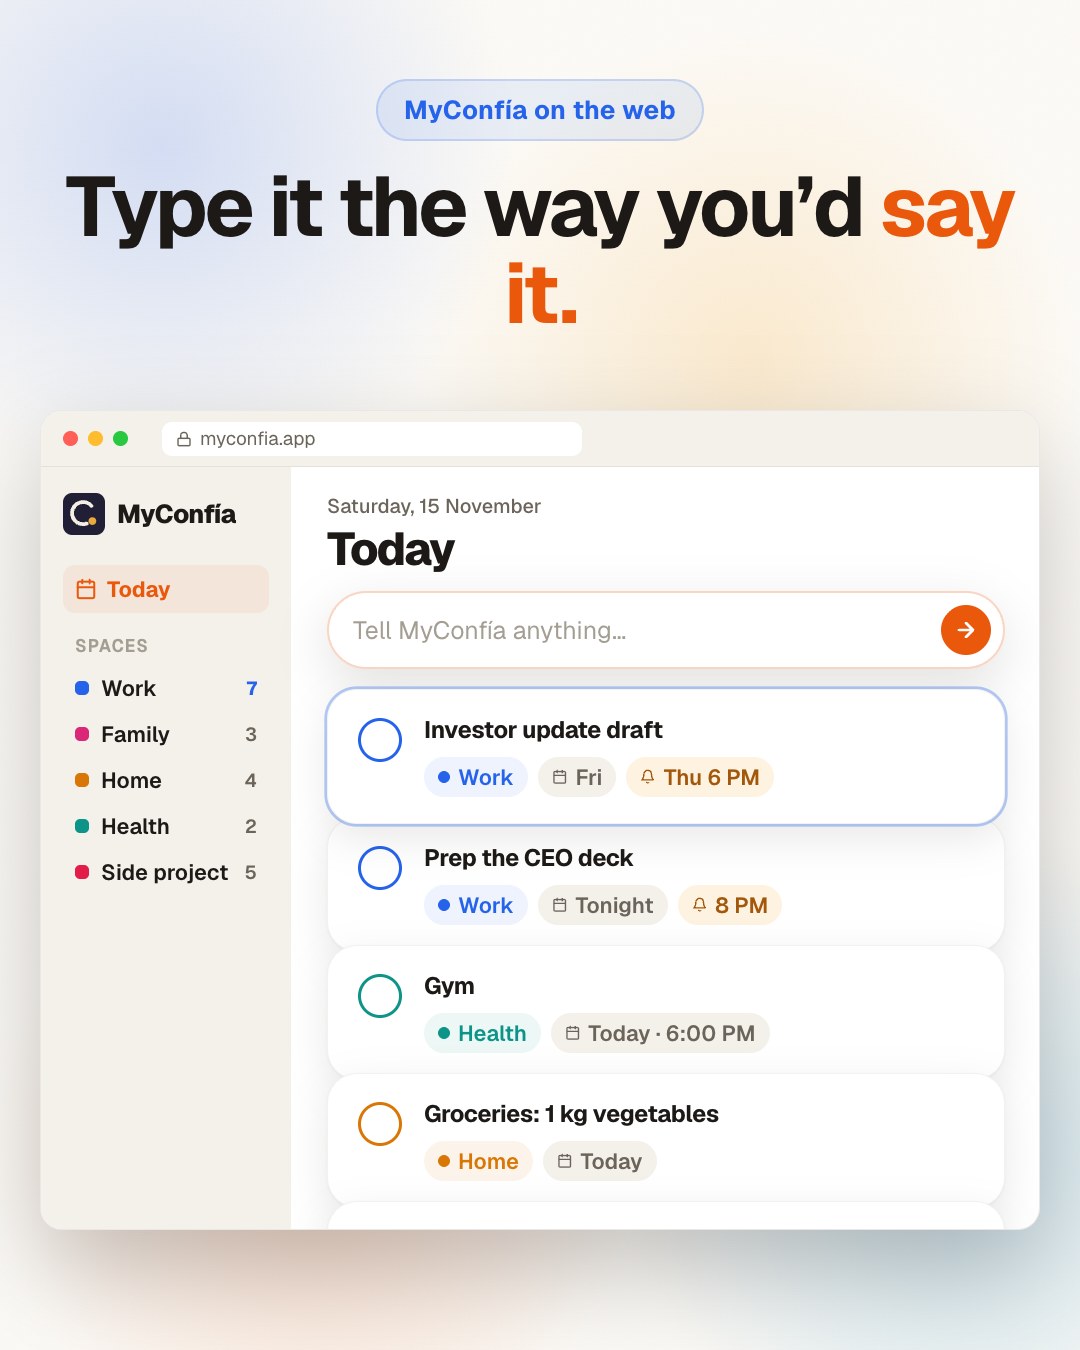 MyConfía on the web
Type it the way you’d say
it.
myconfia.app
MyConfía
Today
SPACES
Work 7
Family 3
Home 4
Health 2
Side project 5
Saturday, 15 November
Today
Tell MyConfía anything…
Investor update draft
Work Fri Thu 6 PM
Prep the CEO deck
Work Tonight 8 PM
Gym
Health Today · 6:00 PM
Groceries: 1 kg vegetables
Home Today